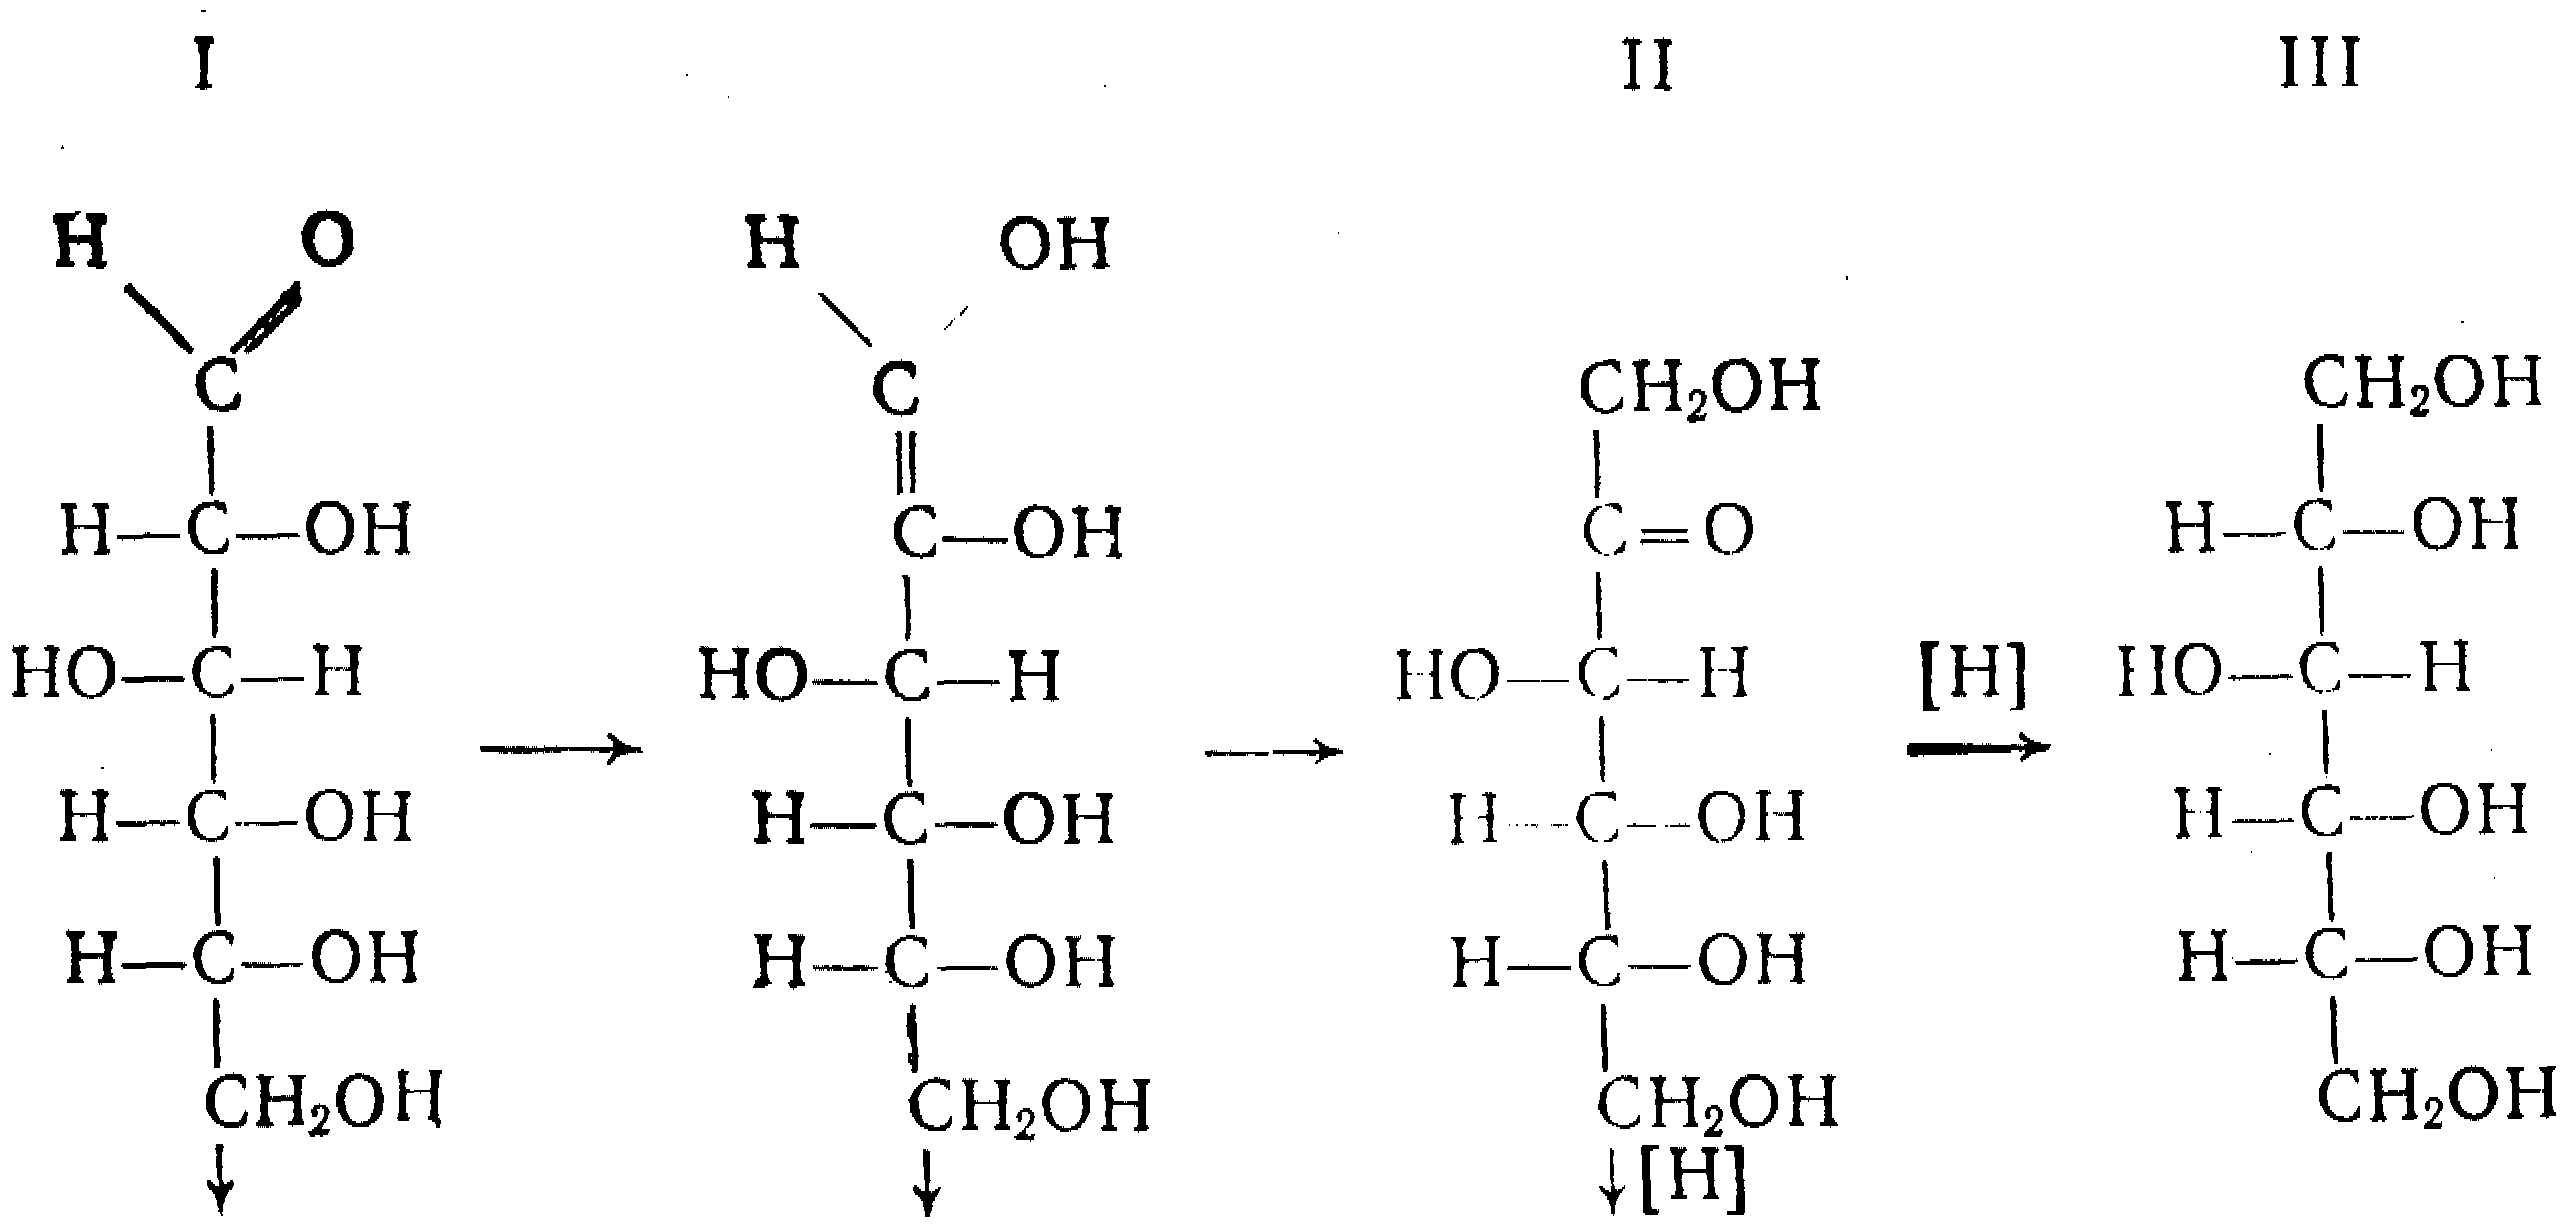 I II III
H O H OH
C C CH₂OH CH₂OH
H—C—OH C—OH C=O H—C—OH
HO—C—H HO—C—H HO—C—H [H] HO—C—H
→ → →
H—C—OH H—C—OH H—C—OH H—C—OH
H—C—OH H—C—OH H—C—OH H—C—OH
CH₂OH CH₂OH CH₂OH CH₂OH
↓ ↓ ↓[H]